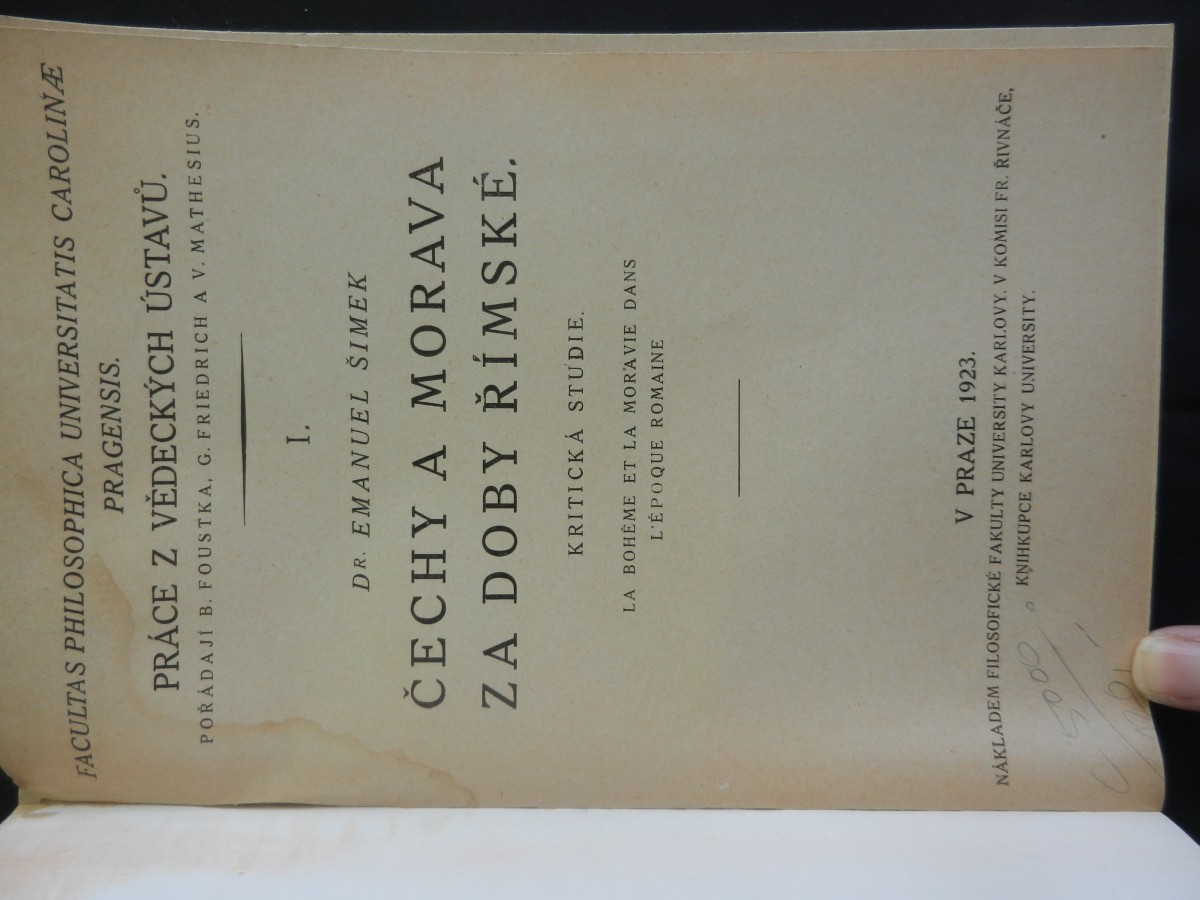 FACULTAS PHILOSOPHICA UNIVERSITATIS CAROLINÆ
PRAGENSIS.
PRÁCE Z VĚDECKÝCH ÚSTAVŮ.
POŘÁDAJÍ B. FOUSTKA, G. FRIEDRICH A V. MATHESIUS.
I.
DR. EMANUEL ŠIMEK
ČECHY A MORAVA
ZA DOBY ŘÍMSKÉ.
KRITICKÁ STUDIE.
LA BOHÊME ET LA MORAVIE DANS
L'ÉPOQUE ROMAINE
V PRAZE 1923.
NÁKLADEM FILOSOFICKÉ FAKULTY UNIVERSITY KARLOVY. V KOMISI FR. ŘIVNÁČE,
KNIHKUPCE KARLOVY UNIVERSITY.
5000